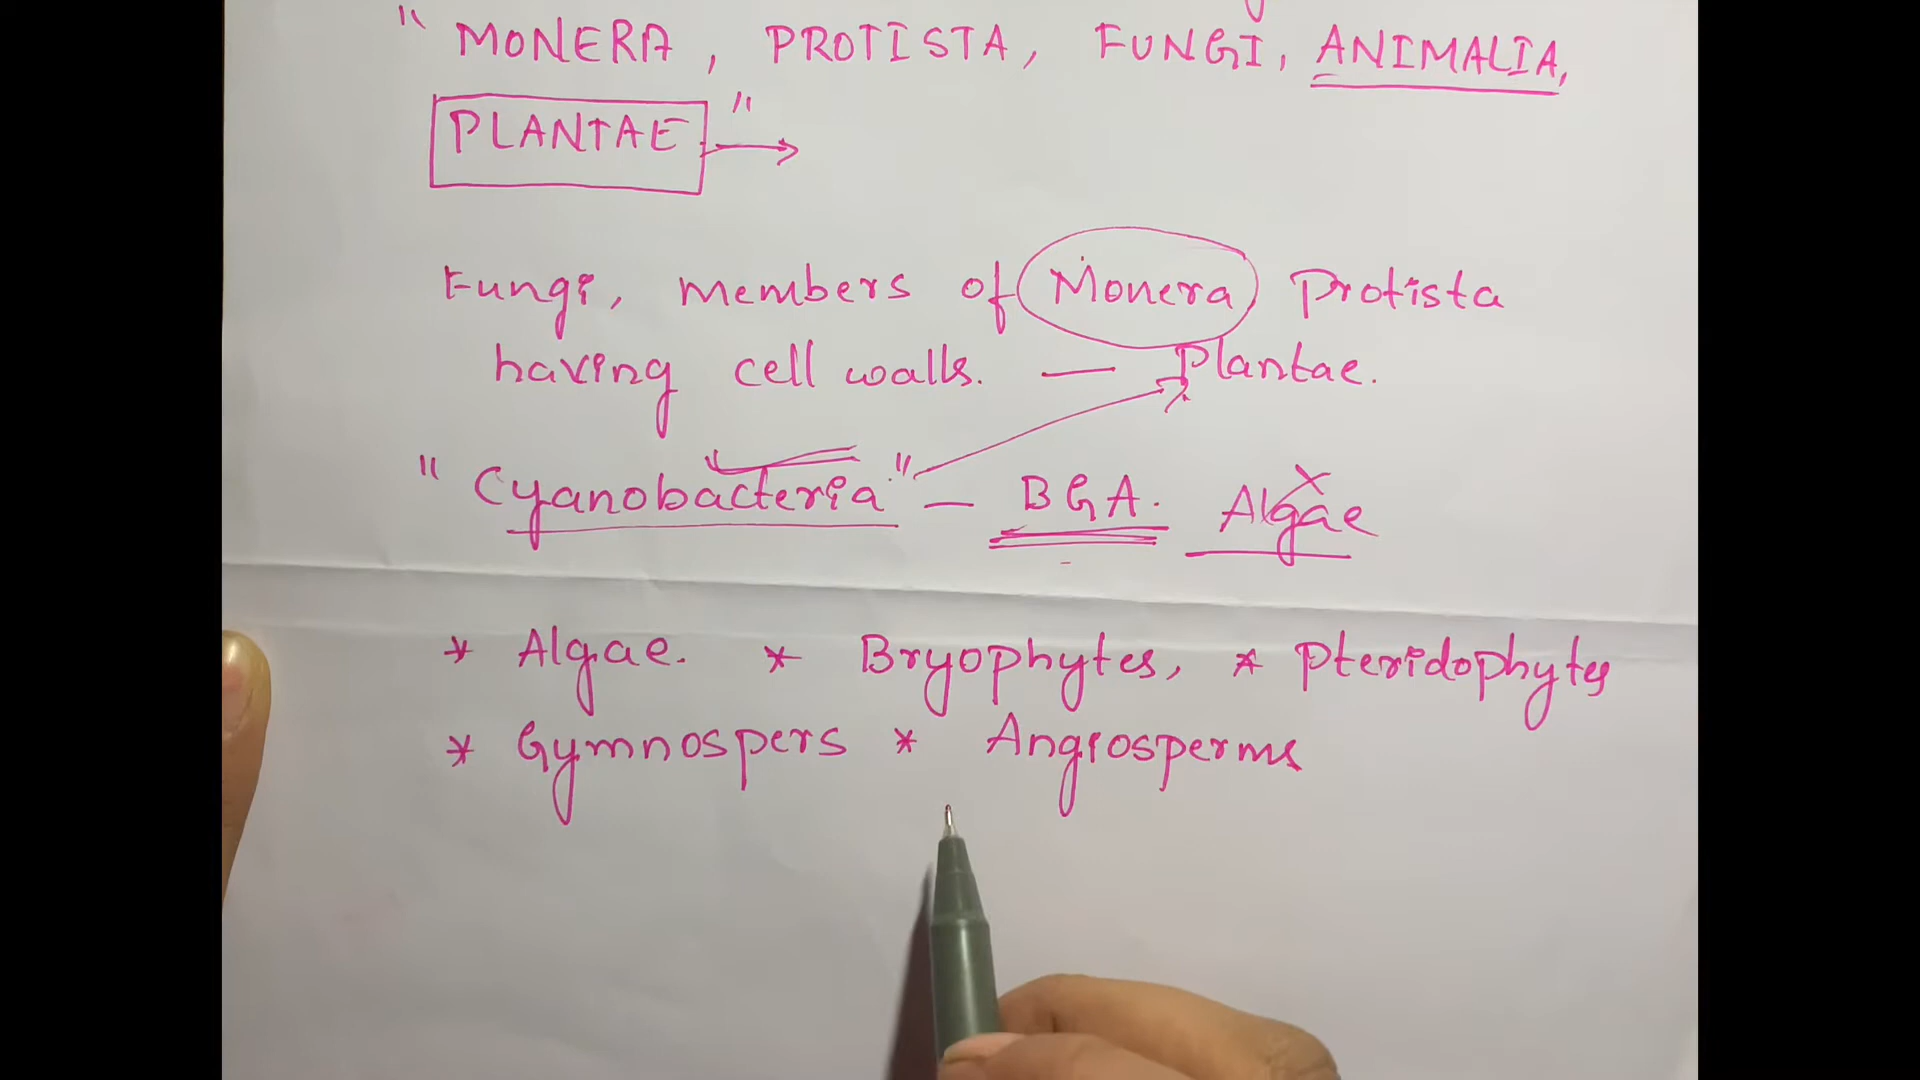 " MONERA, PROTISTA, FUNGI, ANIMALIA,
PLANTAE " →
Fungi, members of Monera Protista
having cell walls. — Plantae.
" Cyanobacteria " — BGA. Algae
* Algae. * Bryophytes, * Pteridophytes
* Gymnospers * Angiosperms